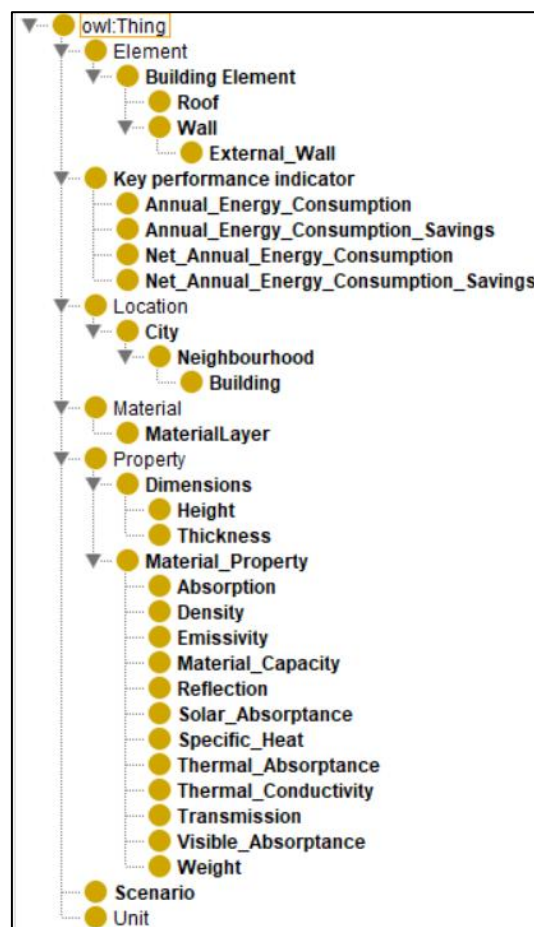 owl:Thing
Element
Building Element
Roof
Wall
External_Wall
Key performance indicator
Annual_Energy_Consumption
Annual_Energy_Consumption_Savings
Net_Annual_Energy_Consumption
Net_Annual_Energy_Consumption_Savings
Location
City
Neighbourhood
Building
Material
MaterialLayer
Property
Dimensions
Height
Thickness
Material_Property
Absorption
Density
Emissivity
Material_Capacity
Reflection
Solar_Absorptance
Specific_Heat
Thermal_Absorptance
Thermal_Conductivity
Transmission
Visible_Absorptance
Weight
Scenario
Unit